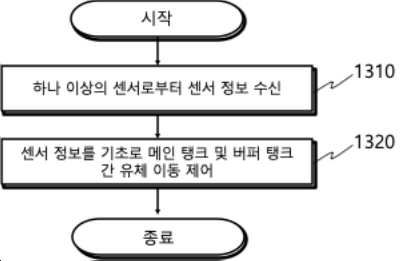 시작
하나 이상의 센서로부터 센서 정보 수신
1310
센서 정보를 기초로 메인 탱크 및 버퍼 탱크
간 유체 이동 제어
1320
종료